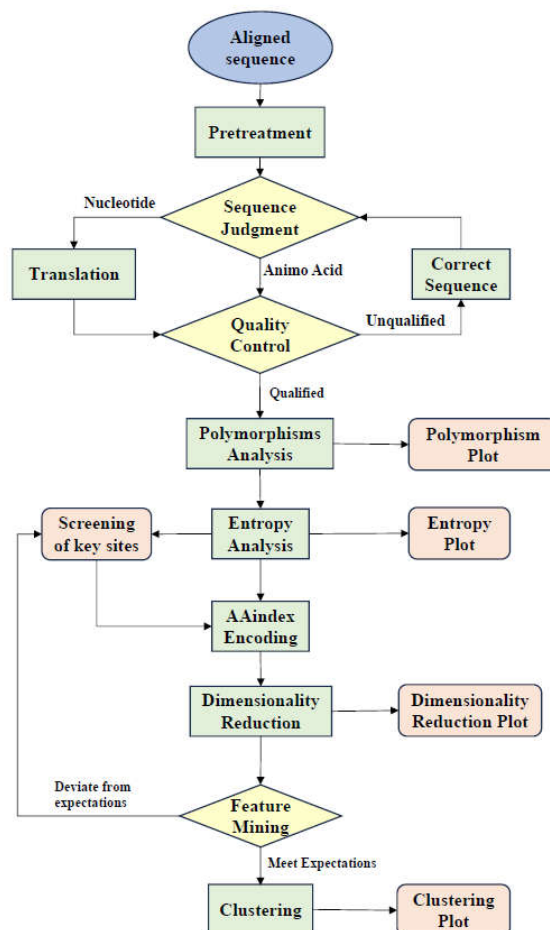 Aligned
sequence
Pretreatment
Nucleotide
Sequence
Judgment
Translation
Animo Acid
Correct
Sequence
Quality
Control
Unqualified
Qualified
Polymorphisms
Analysis
Polymorphism
Plot
Screening
of key sites
Entropy
Analysis
Entropy
Plot
AAindex
Encoding
Dimensionality
Reduction
Dimensionality
Reduction Plot
Deviate from
expectations
Feature
Mining
Meet Expectations
Clustering
Clustering
Plot